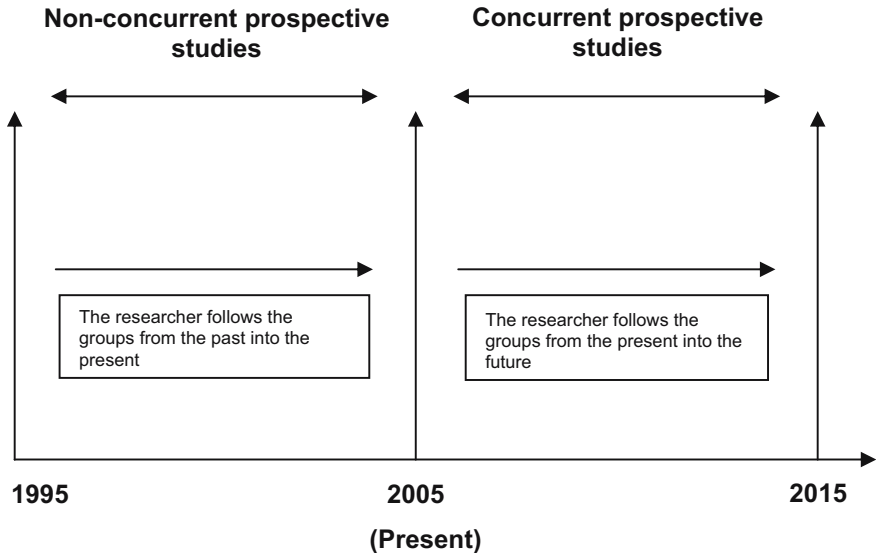 Non-concurrent prospective
studies
Concurrent prospective
studies
The researcher follows the
groups from the past into the
present
The researcher follows the
groups from the present into the
future
1995
2005
2015
(Present)